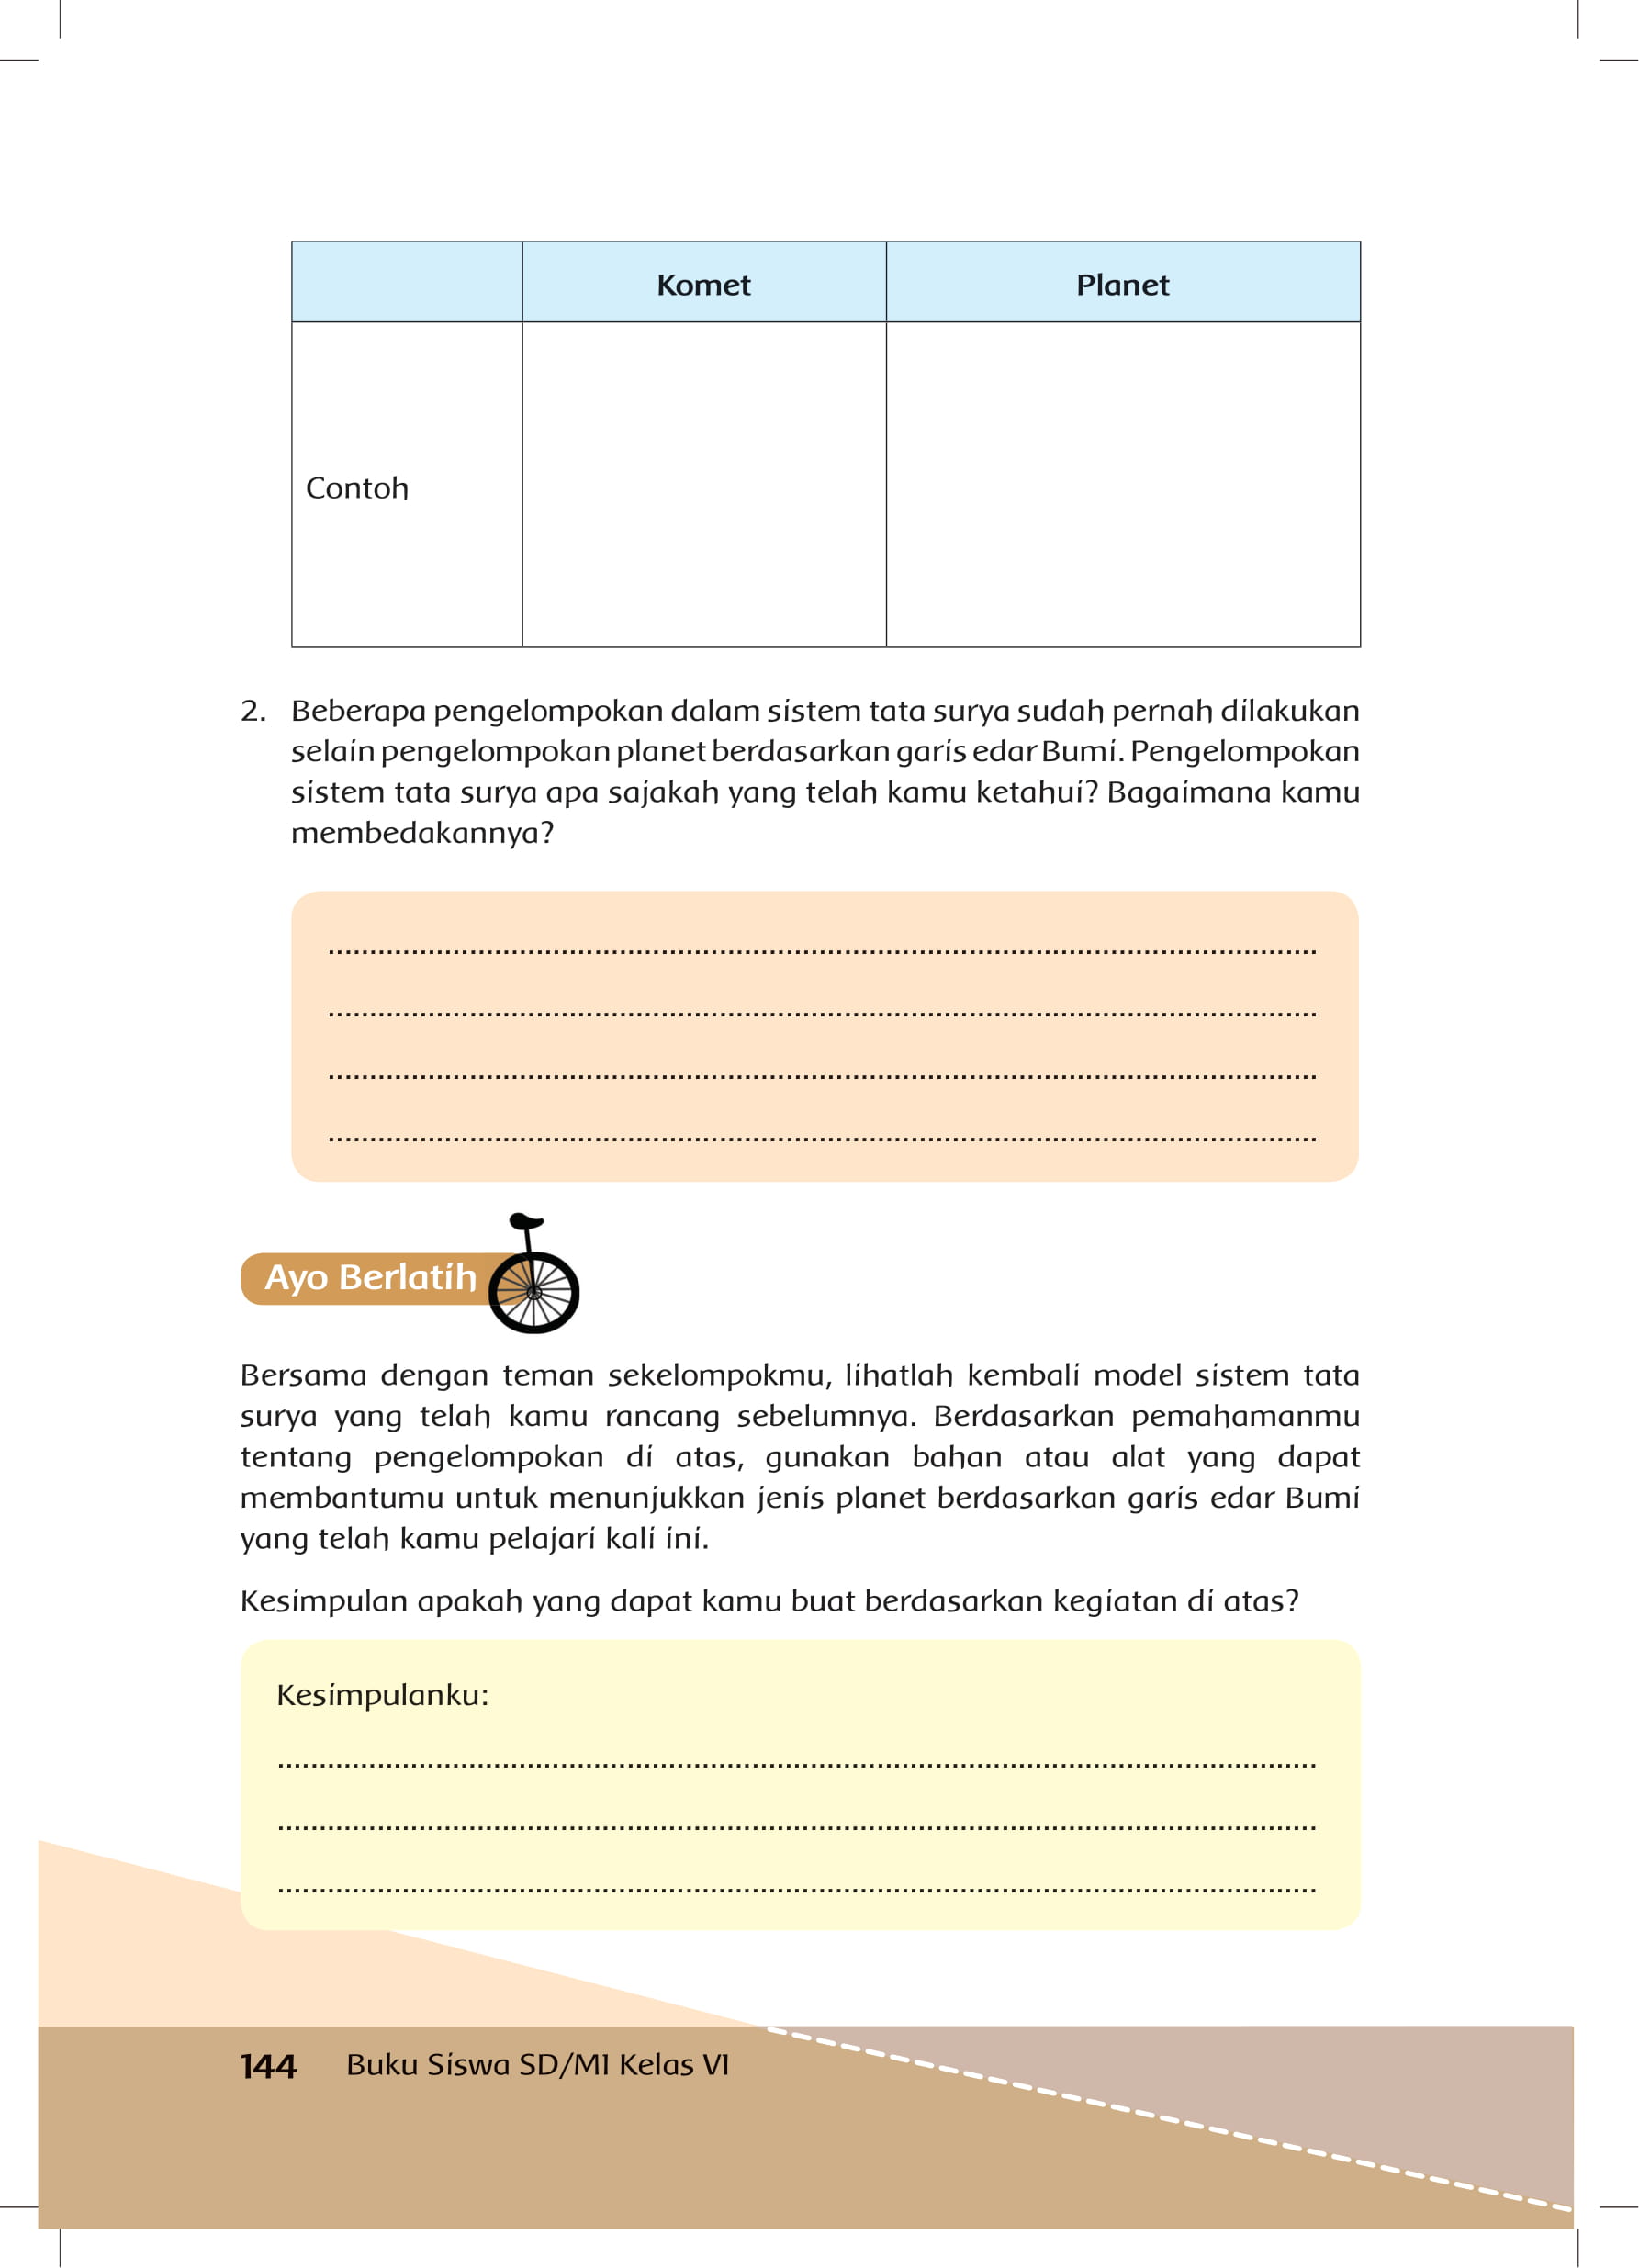 Komet Planet
Contoh
2. Beberapa pengelompokan dalam sistem tata surya sudah pernah dilakukan
selain pengelompokan planet berdasarkan garis edar Bumi. Pengelompokan
sistem tata surya apa sajakah yang telah kamu ketahui? Bagaimana kamu
membedakannya?
Ayo Berlatih
Bersama dengan teman sekelompokmu, lihatlah kembali model sistem tata
surya yang telah kamu rancang sebelumnya. Berdasarkan pemahamanmu
tentang pengelompokan di atas, gunakan bahan atau alat yang dapat
membantumu untuk menunjukkan jenis planet berdasarkan garis edar Bumi
yang telah kamu pelajari kali ini.
Kesimpulan apakah yang dapat kamu buat berdasarkan kegiatan di atas?
Kesimpulanku:
144 Buku Siswa SD/MI Kelas VI